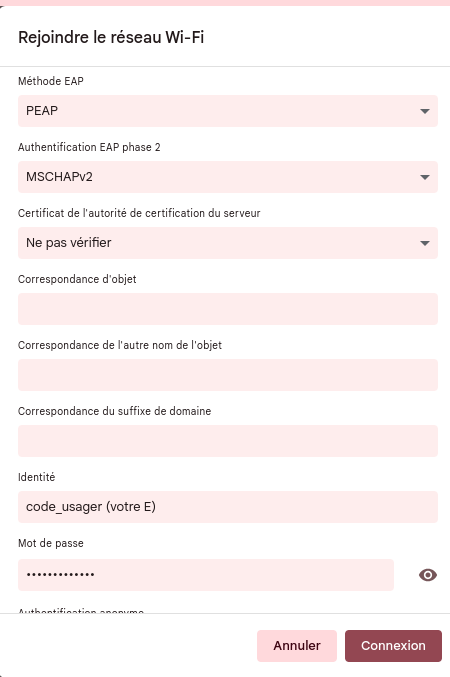 Rejoindre le réseau Wi-Fi
Méthode EAP
PEAP
Authentification EAP phase 2
MSCHAPv2
Certificat de l'autorité de certification du serveur
Ne pas vérifier
Correspondance d'objet
Correspondance de l'autre nom de l'objet
Correspondance du suffixe de domaine
Identité
code_usager (votre E)
Mot de passe
•••••••••••••
Authentification anonyme
Annuler
Connexion